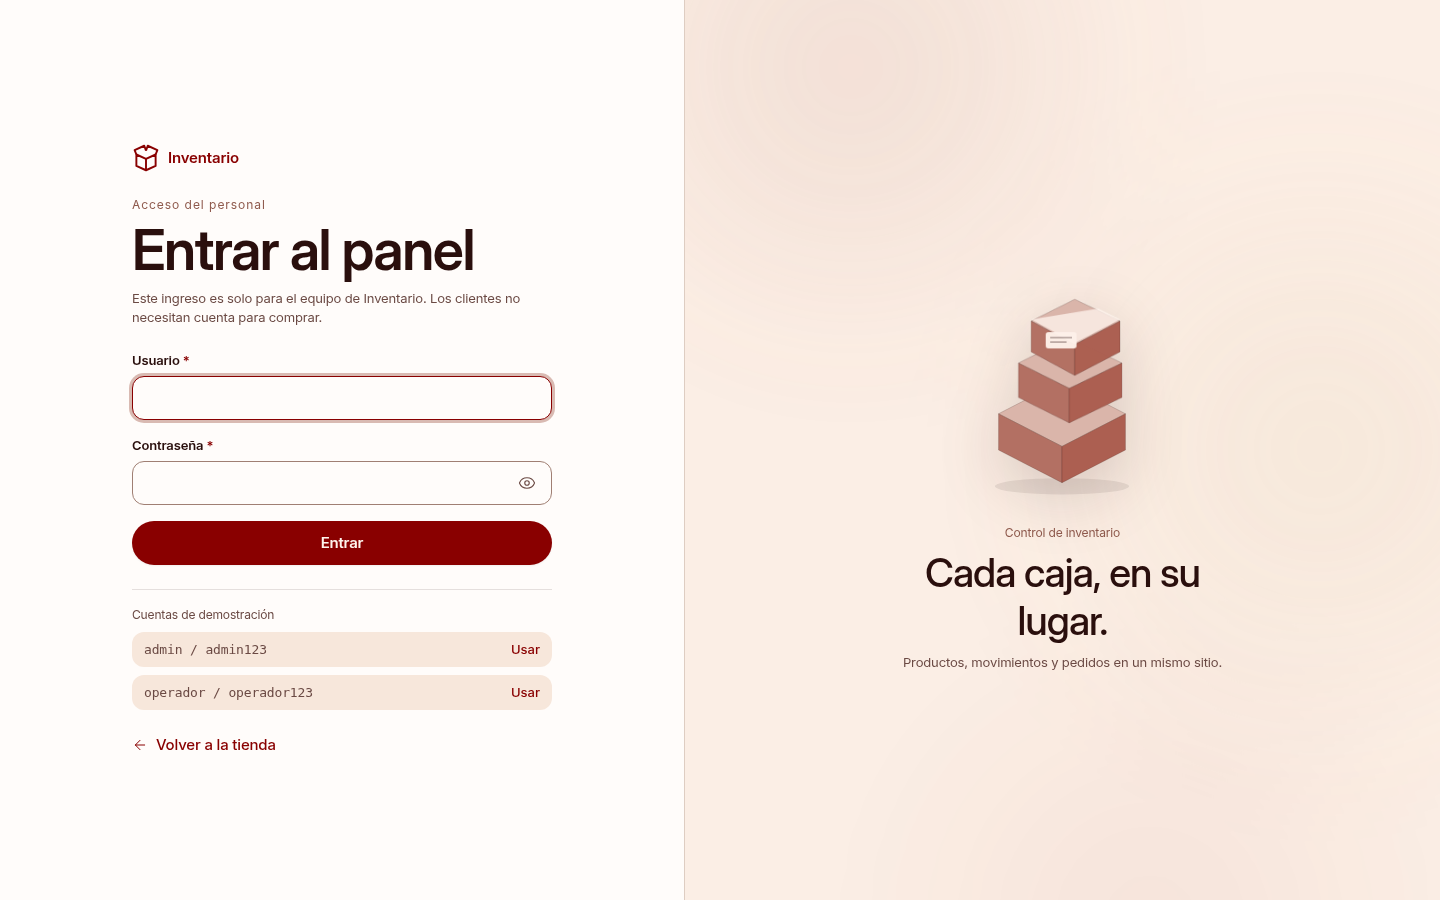 Inventario
Acceso del personal
Entrar al panel
Este ingreso es solo para el equipo de Inventario. Los clientes no
necesitan cuenta para comprar.
Usuario *
Contraseña *
Entrar
Cuentas de demostración
admin / admin123 Usar
operador / operador123 Usar
Volver a la tienda
Control de inventario
Cada caja, en su
lugar.
Productos, movimientos y pedidos en un mismo sitio.